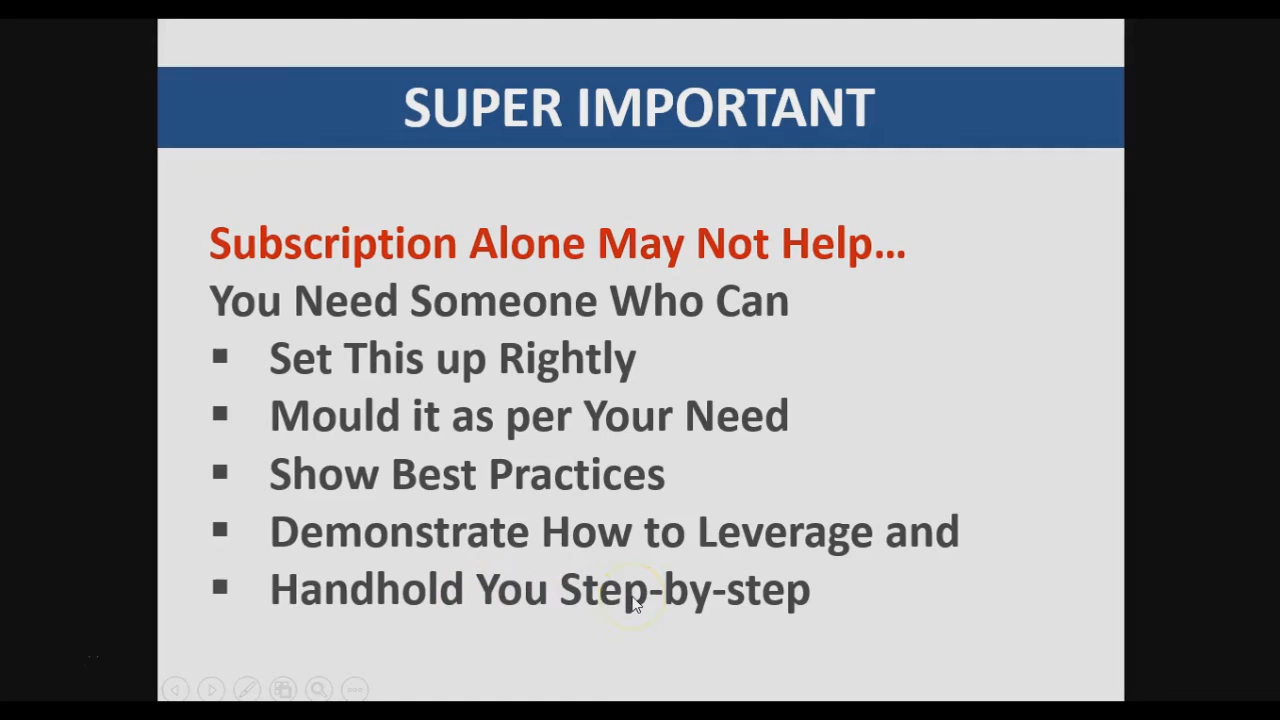 SUPER IMPORTANT
Subscription Alone May Not Help...
You Need Someone Who Can
▪ Set This up Rightly
▪ Mould it as per Your Need
▪ Show Best Practices
▪ Demonstrate How to Leverage and
▪ Handhold You Step-by-step